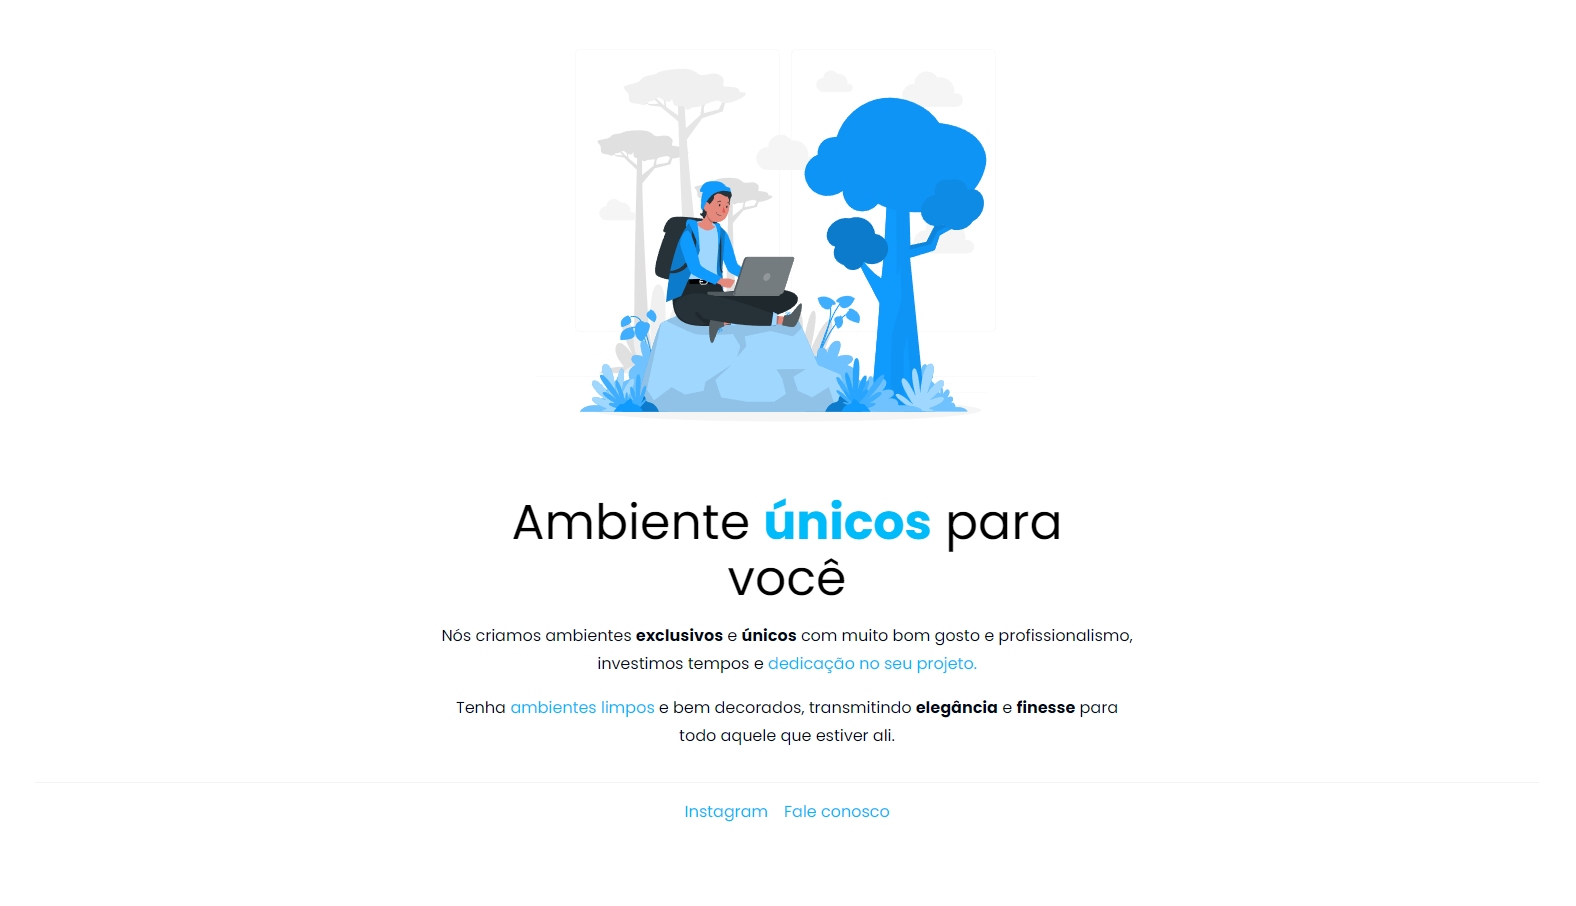 Ambiente únicos para
você
Nós criamos ambientes exclusivos e únicos com muito bom gosto e profissionalismo,
investimos tempos e dedicação no seu projeto.
Tenha ambientes limpos e bem decorados, transmitindo elegância e finesse para
todo aquele que estiver ali.
Instagram Fale conosco